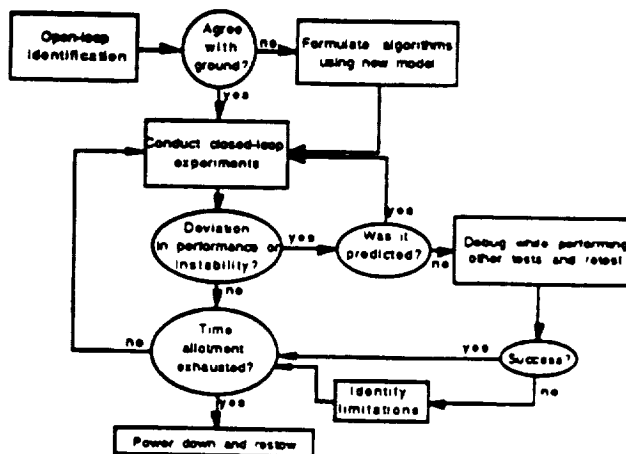 Open-loop
identification
Agree
with
ground?
no
Formulate algorithms
using new model
yes
Conduct closed-loop
experiments
Deviation
in performance or
instability?
yes
Was it
predicted?
yes
no
Debug while performing
other tests and retest
no
Time
allotment
exhausted?
no
yes
Success?
no
Identify
limitations
yes
Power down and restow